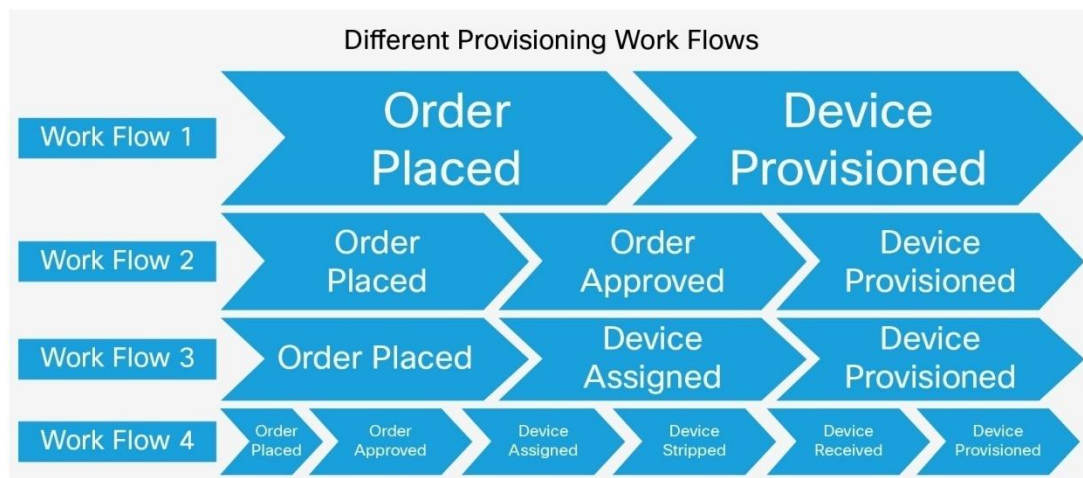 Different Provisioning Work Flows
Work Flow 1
Order
Placed
Device
Provisioned
Work Flow 2
Order
Placed
Order
Approved
Device
Provisioned
Work Flow 3
Order Placed
Device
Assigned
Device
Provisioned
Work Flow 4
Order
Placed
Order
Approved
Device
Assigned
Device
Stripped
Device
Received
Device
Provisioned